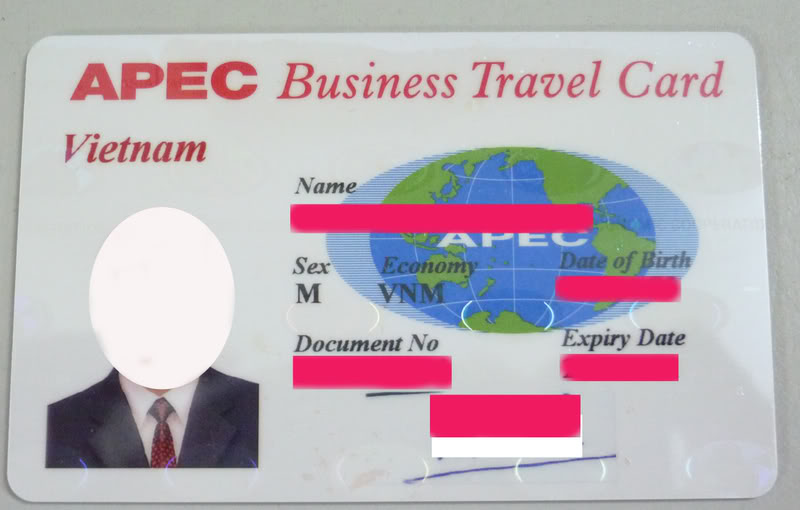 APEC Business Travel Card
Vietnam
Name
APEC
Sex Economy Date of Birth
M VNM
Document No Expiry Date